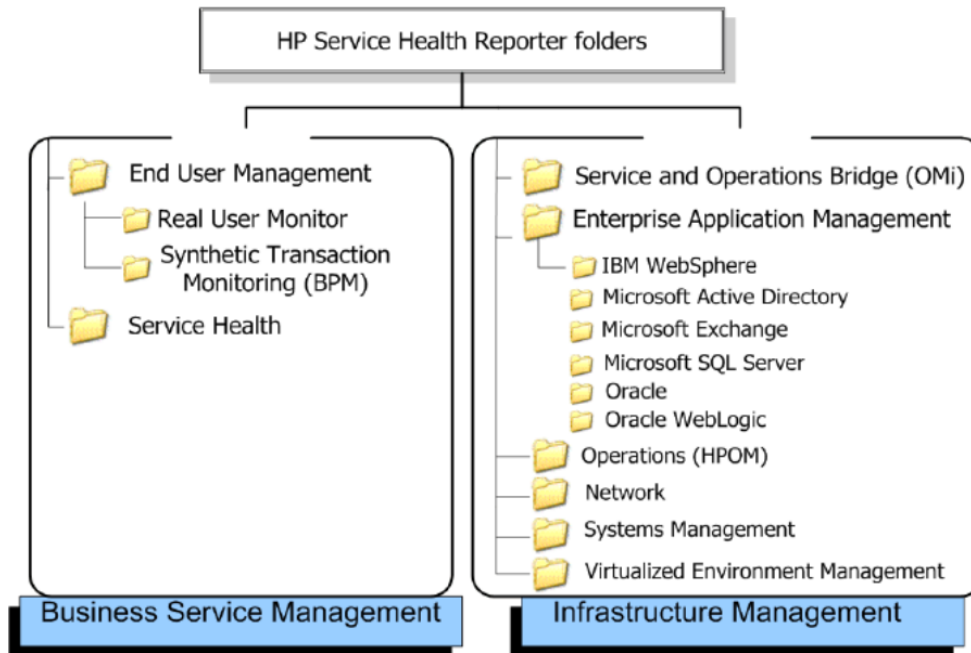 HP Service Health Reporter folders
End User Management
Real User Monitor
Synthetic Transaction
Monitoring (BPM)
Service Health
Business Service Management
Service and Operations Bridge (OMi)
Enterprise Application Management
IBM WebSphere
Microsoft Active Directory
Microsoft Exchange
Microsoft SQL Server
Oracle
Oracle WebLogic
Operations (HPOM)
Network
Systems Management
Virtualized Environment Management
Infrastructure Management